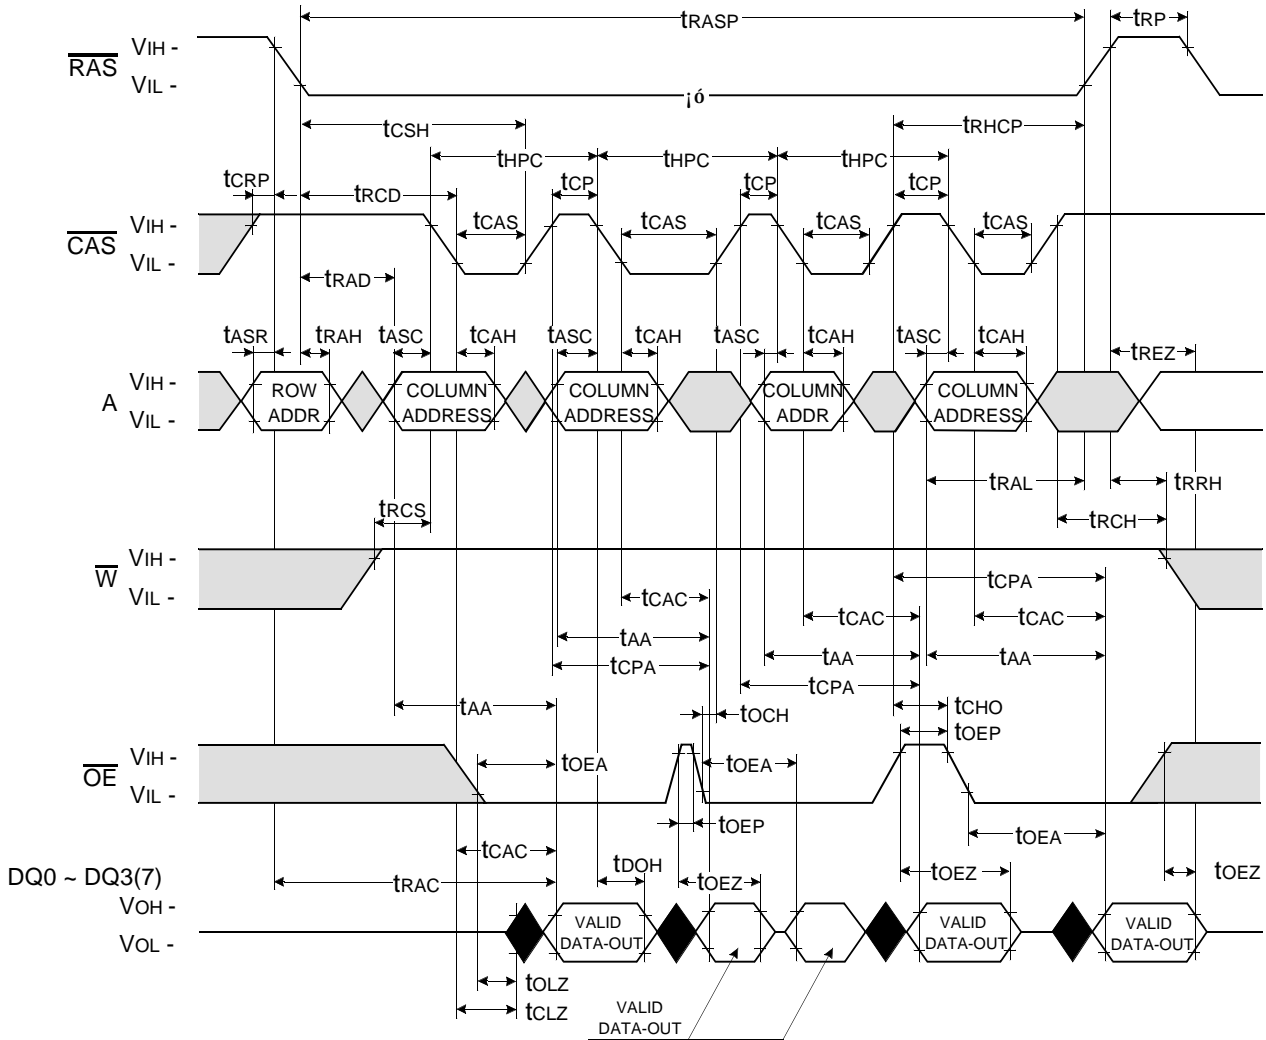 tRASP
tRP
RAS
VIH -
VIL -
¡ó
tCSH
tRHCP
tHPC
tHPC
tHPC
tCRP
tRCD
tCP
tCP
tCP
CAS
VIH -
VIL -
tCAS
tCAS
tCAS
tCAS
tRAD
tASR
tRAH
tASC
tCAH
tASC
tCAH
tASC
tCAH
tASC
tCAH
tREZ
A
VIH -
VIL -
ROW
ADDR
COLUMN
ADDRESS
COLUMN
ADDRESS
COLUMN
ADDR
COLUMN
ADDRESS
tRAL
tRRH
tRCS
tRCH
W
VIH -
VIL -
tCPA
tCAC
tCAC
tCAC
tAA
tAA
tAA
tCPA
tCPA
tAA
tOCH
tCHO
tOEP
OE
VIH -
VIL -
tOEA
tOEA
tOEP
tOEA
tCAC
tDOH
tOEZ
tOEZ
tOEZ
DQ0 ~ DQ3(7)
tRAC
VOH -
VOL -
VALID
DATA-OUT
VALID
DATA-OUT
VALID
DATA-OUT
tOLZ
tCLZ
VALID
DATA-OUT